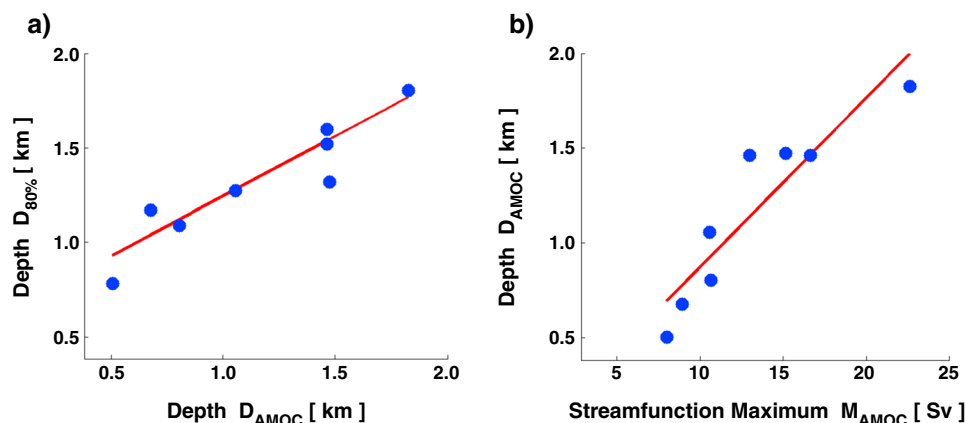 a)
2.0
1.5
1.0
0.5
Depth D80% [ km ]
0.5 1.0 1.5 2.0
Depth DAMOC [ km ]
b)
2.0
1.5
1.0
0.5
Depth DAMOC [ km ]
5 10 15 20 25
Streamfunction Maximum MAMOC [ Sv ]